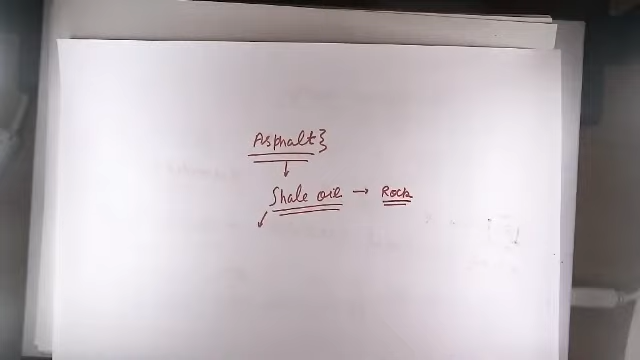 Asphalt}
↓
Shale oil → Rock
↙